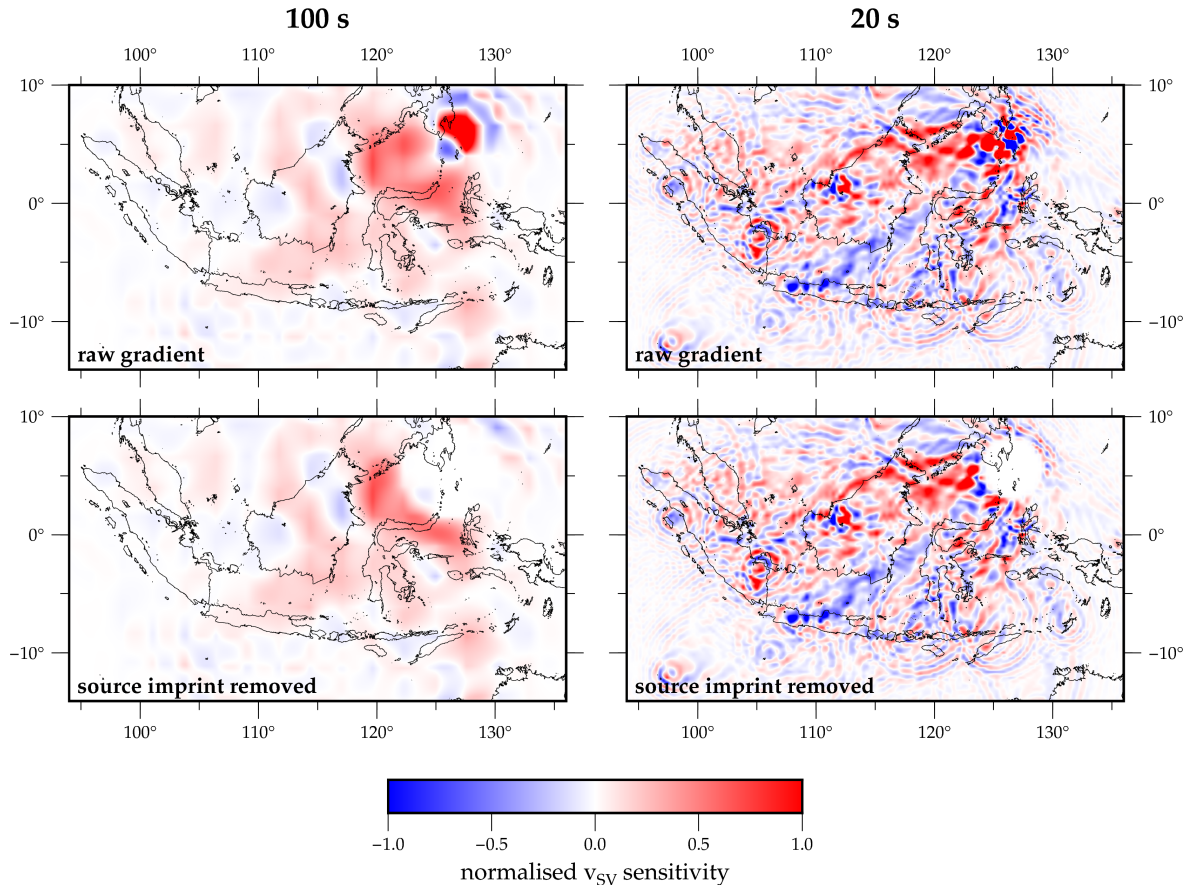 100 s 20 s
100° 110° 120° 130° 100° 110° 120° 130°
10° 10°
0° 0°
−10° −10°
raw gradient raw gradient
10° 10°
0° 0°
−10° −10°
source imprint removed source imprint removed
100° 110° 120° 130° 100° 110° 120° 130°
−1.0 −0.5 0.0 0.5 1.0
normalised vSV sensitivity